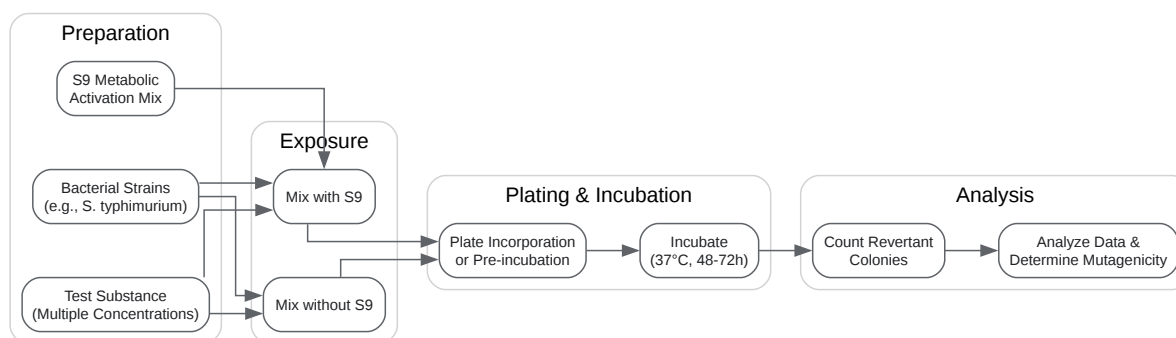 Preparation
S9 Metabolic
Activation Mix
Bacterial Strains
(e.g., S. typhimurium)
Test Substance
(Multiple Concentrations)
Exposure
Mix with S9
Mix without S9
Plating & Incubation
Plate Incorporation
or Pre-incubation
Incubate
(37°C, 48-72h)
Analysis
Count Revertant
Colonies
Analyze Data &
Determine Mutagenicity